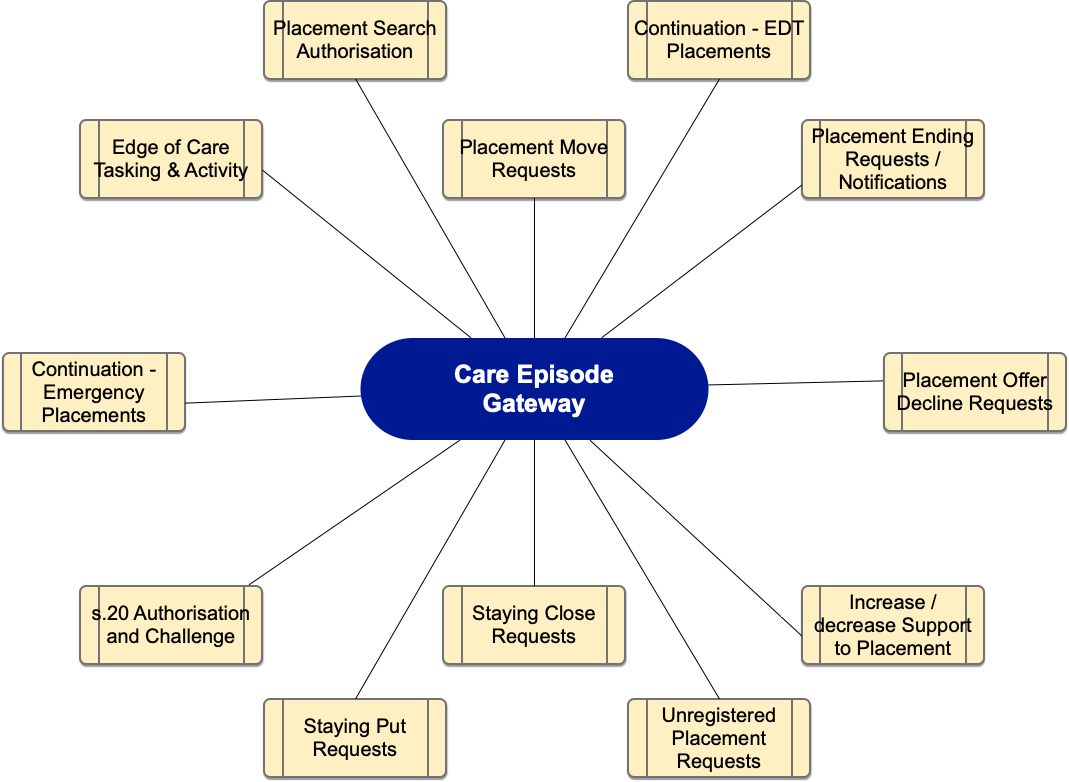 Placement Search
Authorisation
Continuation - EDT
Placements
Edge of Care
Tasking & Activity
Placement Move
Requests
Placement Ending
Requests /
Notifications
Care Episode
Gateway
Continuation -
Emergency
Placements
Placement Offer
Decline Requests
s.20 Authorisation
and Challenge
Staying Close
Requests
Increase /
decrease Support
to Placement
Staying Put
Requests
Unregistered
Placement
Requests